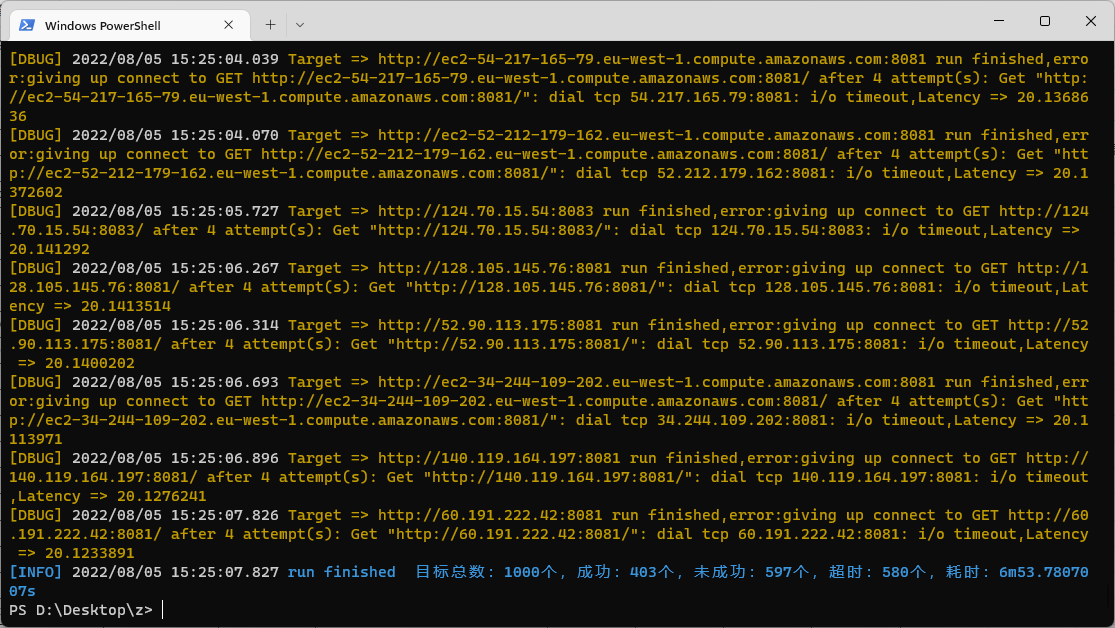 Windows PowerShell
[DBUG] 2022/08/05 15:25:04.039 Target => http://ec2-54-217-165-79.eu-west-1.compute.amazonaws.com:8081 run finished,erro
r:giving up connect to GET http://ec2-54-217-165-79.eu-west-1.compute.amazonaws.com:8081/ after 4 attempt(s): Get "http:
//ec2-54-217-165-79.eu-west-1.compute.amazonaws.com:8081/": dial tcp 54.217.165.79:8081: i/o timeout,Latency => 20.13686
36
[DBUG] 2022/08/05 15:25:04.070 Target => http://ec2-52-212-179-162.eu-west-1.compute.amazonaws.com:8081 run finished,err
or:giving up connect to GET http://ec2-52-212-179-162.eu-west-1.compute.amazonaws.com:8081/ after 4 attempt(s): Get "htt
p://ec2-52-212-179-162.eu-west-1.compute.amazonaws.com:8081/": dial tcp 52.212.179.162:8081: i/o timeout,Latency => 20.1
372602
[DBUG] 2022/08/05 15:25:05.727 Target => http://124.70.15.54:8083 run finished,error:giving up connect to GET http://124
.70.15.54:8083/ after 4 attempt(s): Get "http://124.70.15.54:8083/": dial tcp 124.70.15.54:8083: i/o timeout,Latency =>
20.141292
[DBUG] 2022/08/05 15:25:06.267 Target => http://128.105.145.76:8081 run finished,error:giving up connect to GET http://1
28.105.145.76:8081/ after 4 attempt(s): Get "http://128.105.145.76:8081/": dial tcp 128.105.145.76:8081: i/o timeout,Lat
ency => 20.1413514
[DBUG] 2022/08/05 15:25:06.314 Target => http://52.90.113.175:8081 run finished,error:giving up connect to GET http://52
.90.113.175:8081/ after 4 attempt(s): Get "http://52.90.113.175:8081/": dial tcp 52.90.113.175:8081: i/o timeout,Latency
=> 20.1400202
[DBUG] 2022/08/05 15:25:06.693 Target => http://ec2-34-244-109-202.eu-west-1.compute.amazonaws.com:8081 run finished,err
or:giving up connect to GET http://ec2-34-244-109-202.eu-west-1.compute.amazonaws.com:8081/ after 4 attempt(s): Get "htt
p://ec2-34-244-109-202.eu-west-1.compute.amazonaws.com:8081/": dial tcp 34.244.109.202:8081: i/o timeout,Latency => 20.1
113971
[DBUG] 2022/08/05 15:25:06.896 Target => http://140.119.164.197:8081 run finished,error:giving up connect to GET http://
140.119.164.197:8081/ after 4 attempt(s): Get "http://140.119.164.197:8081/": dial tcp 140.119.164.197:8081: i/o timeout
,Latency => 20.1276241
[DBUG] 2022/08/05 15:25:07.826 Target => http://60.191.222.42:8081 run finished,error:giving up connect to GET http://60
.191.222.42:8081/ after 4 attempt(s): Get "http://60.191.222.42:8081/": dial tcp 60.191.222.42:8081: i/o timeout,Latency
=> 20.1233891
[INFO] 2022/08/05 15:25:07.827 run finished  目标总数: 1000个, 成功: 403个, 未成功: 597个, 超时: 580个, 耗时: 6m53.78070
07s
PS D:\Desktop\z>